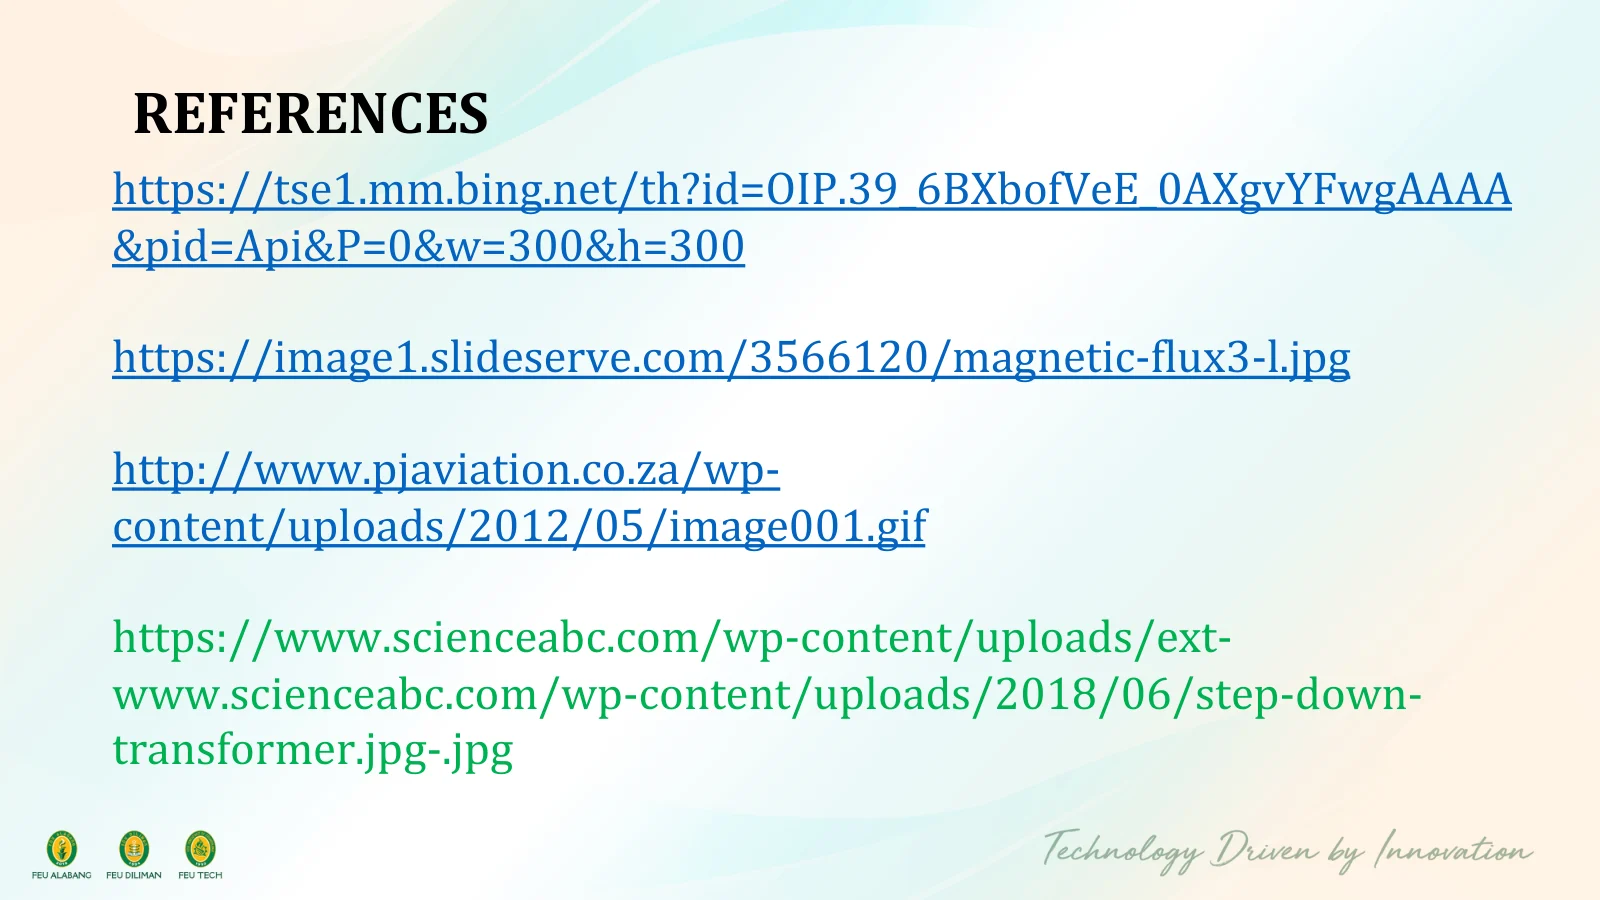 REFERENCES
https://tse1.mm.bing.net/th?id=OIP.39_6BXbofVeE_0AXgvYFwgAAAA
&pid=Api&P=0&w=300&h=300
https://image1.slideserve.com/3566120/magnetic-flux3-l.jpg
http://www.pjaviation.co.za/wp-
content/uploads/2012/05/image001.gif
https://www.scienceabc.com/wp-content/uploads/ext-
www.scienceabc.com/wp-content/uploads/2018/06/step-down-
transformer.jpg-.jpg
FEU ALABANG FEU DILIMAN FEU TECH
Technology Driven by Innovation